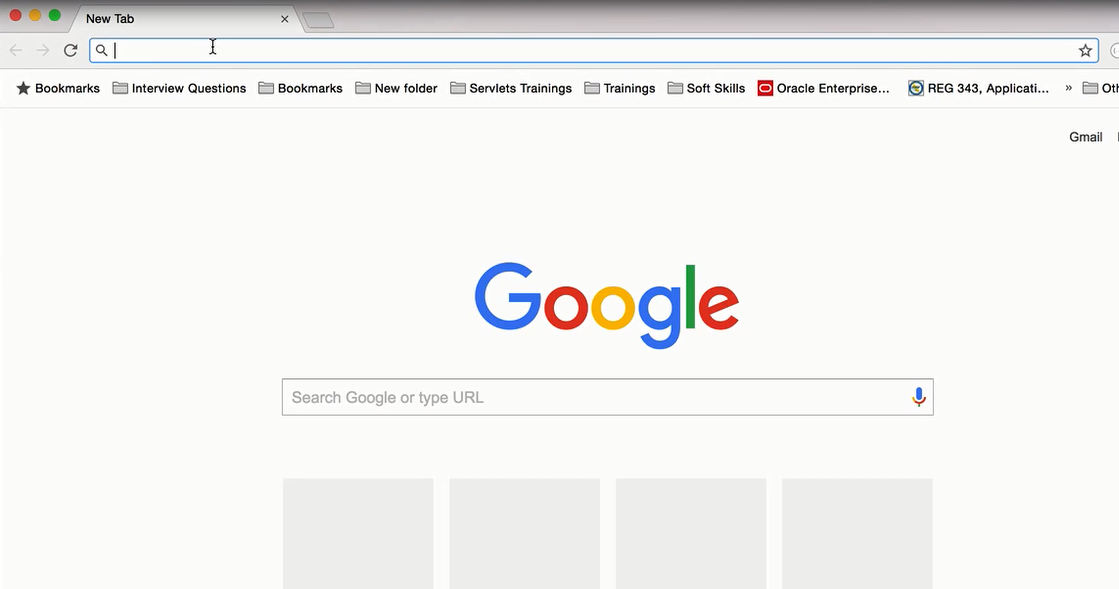 New Tab
Bookmarks Interview Questions Bookmarks New folder Servlets Trainings Trainings Soft Skills Oracle Enterprise... REG 343, Applicati... »
Gmail
Google
Search Google or type URL